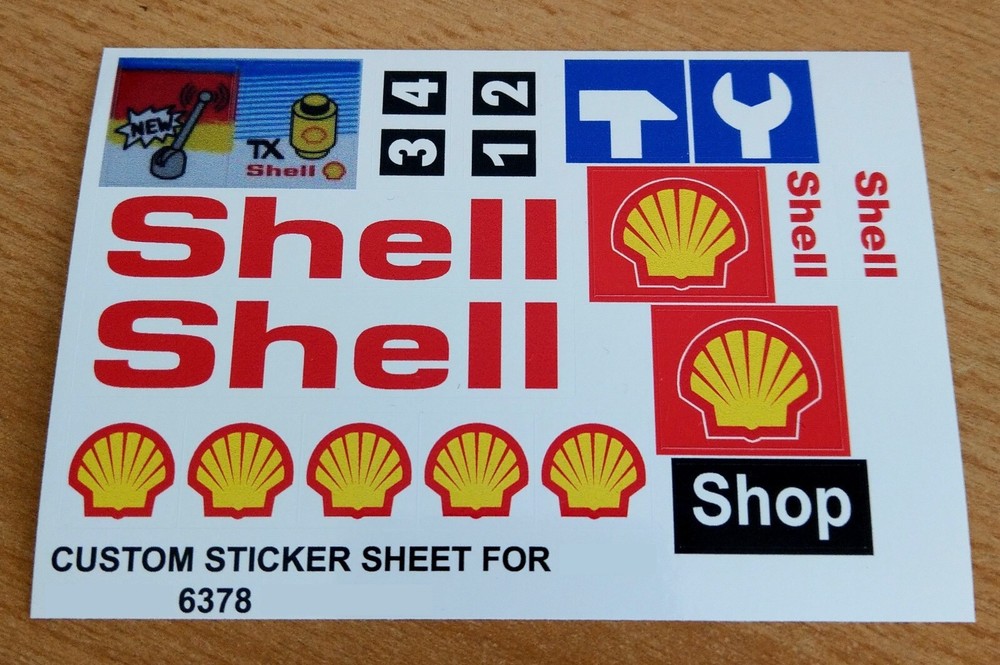 NEW
TX
Shell
4
3
2
1
Shell
Shell
Shell
Shell
Shop
CUSTOM STICKER SHEET FOR
6378